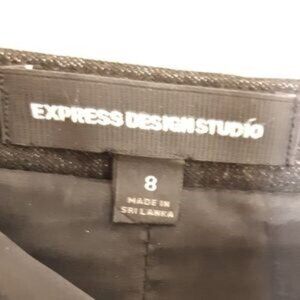 EXPRESS DESIGN STUDIO
8
MADE IN
SRI LANKA